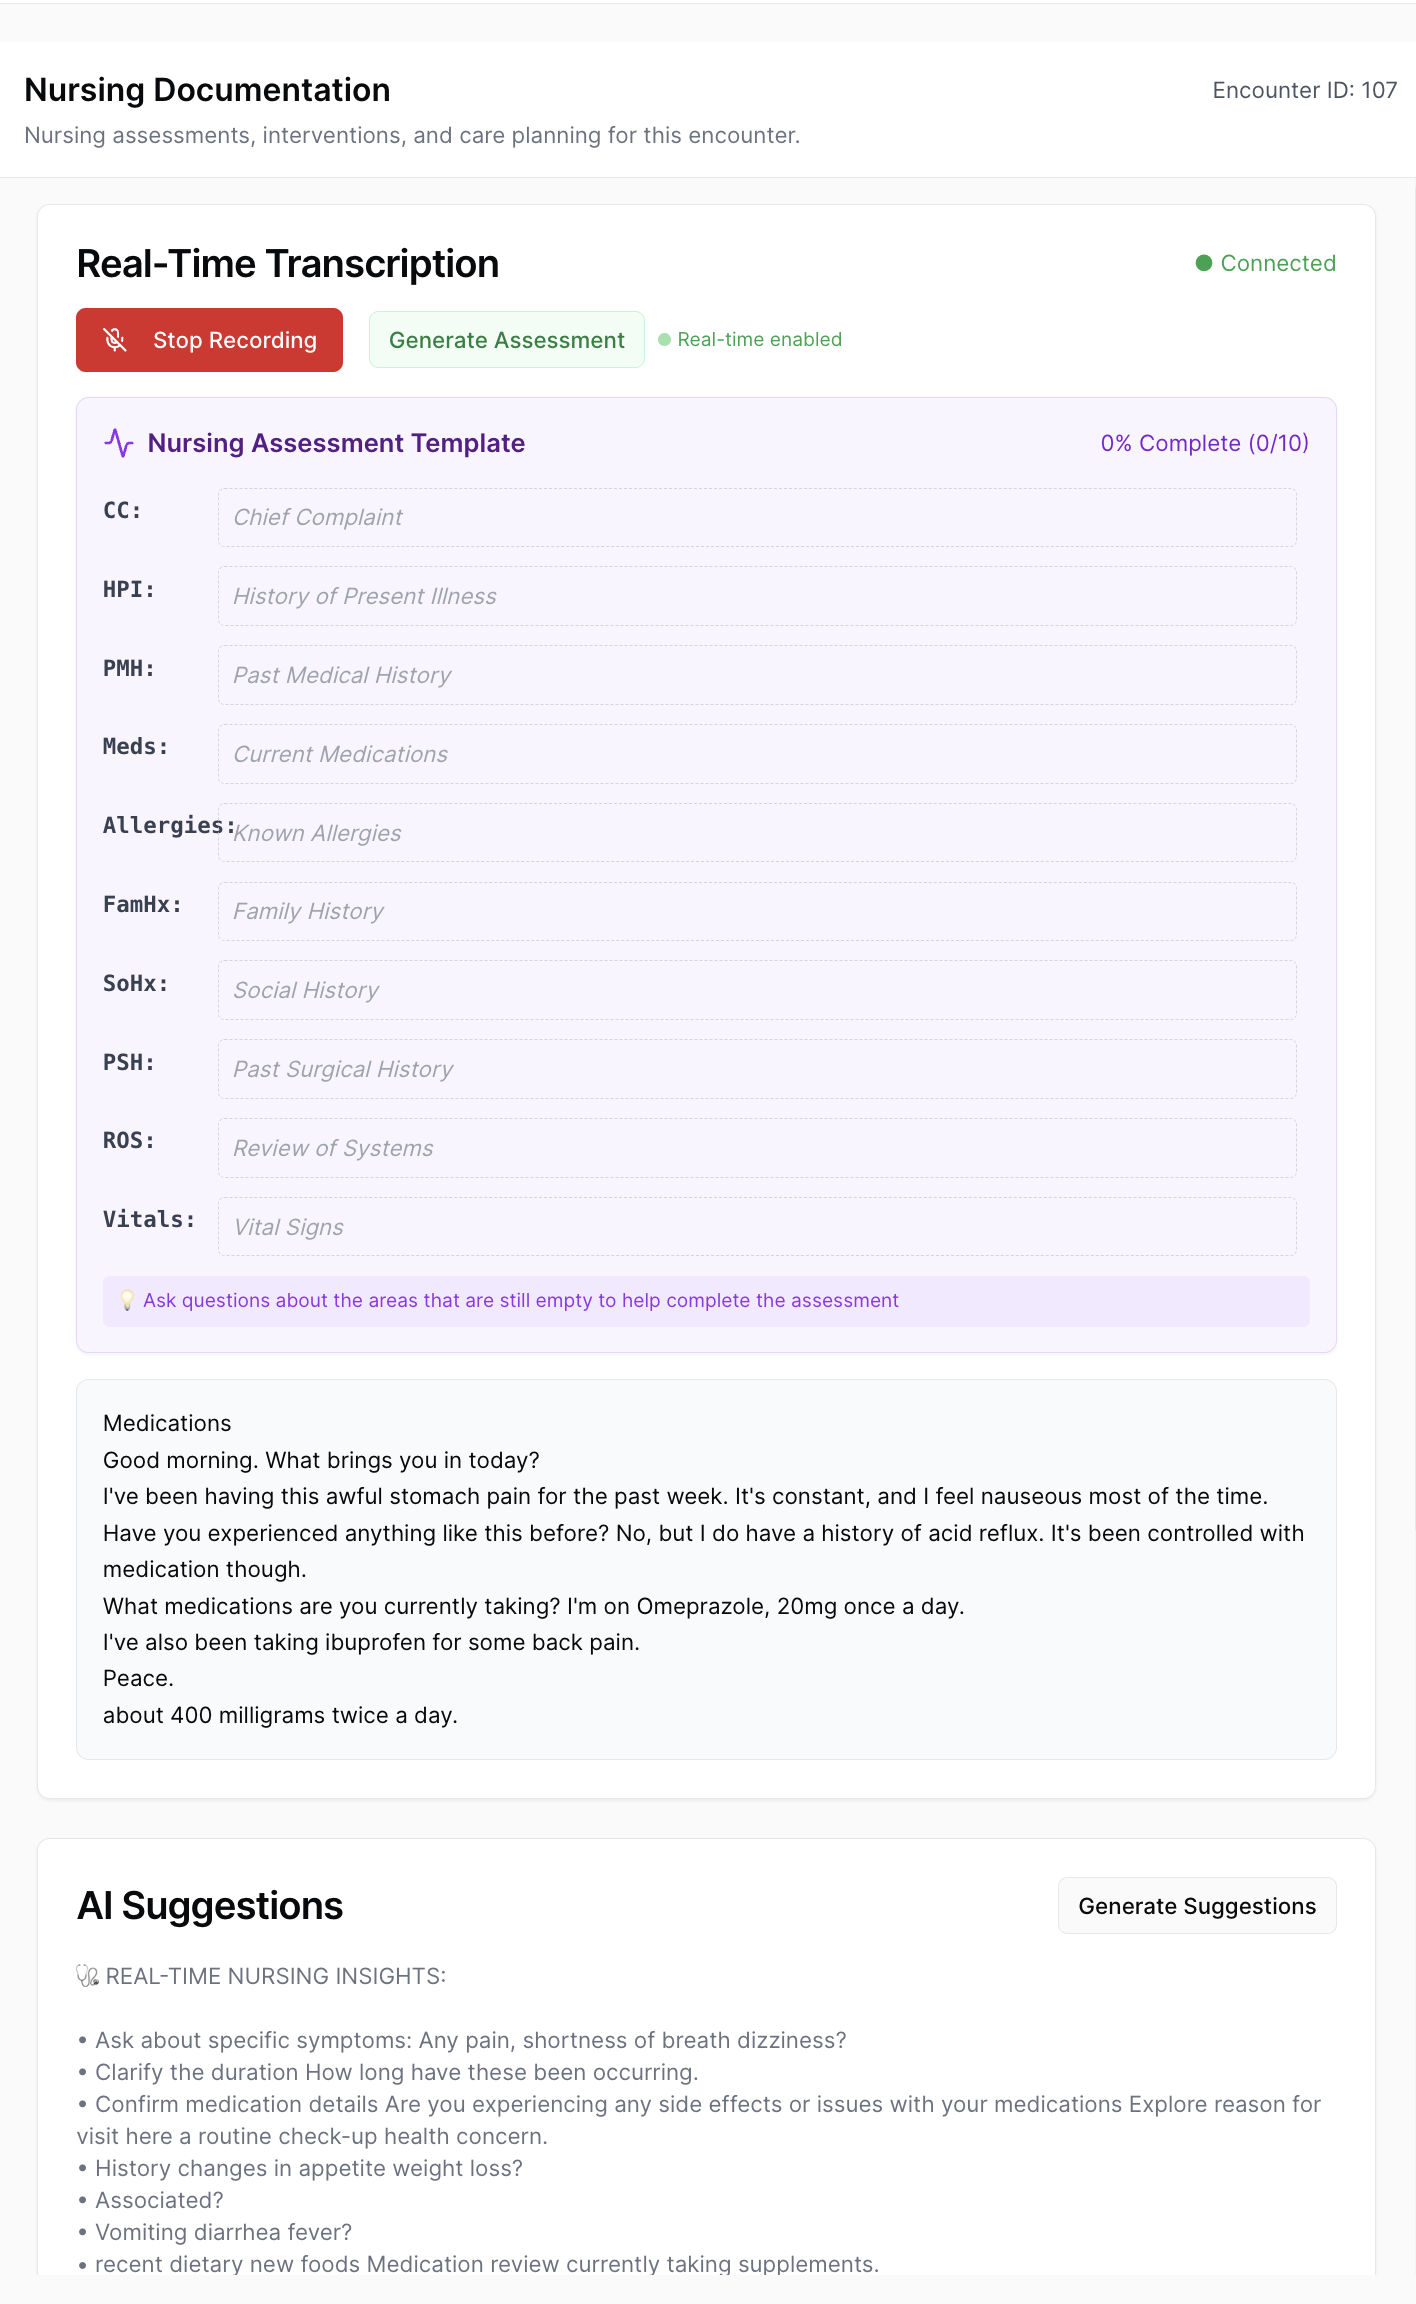 Nursing Documentation
Encounter ID: 107
Nursing assessments, interventions, and care planning for this encounter.
Real-Time Transcription
Connected
Stop Recording
Generate Assessment
Real-time enabled
Nursing Assessment Template
0% Complete (0/10)
CC:
Chief Complaint
HPI:
History of Present Illness
PMH:
Past Medical History
Meds:
Current Medications
Allergies:
Known Allergies
FamHx:
Family History
SoHx:
Social History
PSH:
Past Surgical History
ROS:
Review of Systems
Vitals:
Vital Signs
💡 Ask questions about the areas that are still empty to help complete the assessment
Medications
Good morning. What brings you in today?
I've been having this awful stomach pain for the past week. It's constant, and I feel nauseous most of the time.
Have you experienced anything like this before? No, but I do have a history of acid reflux. It's been controlled with
medication though.
What medications are you currently taking? I'm on Omeprazole, 20mg once a day.
I've also been taking ibuprofen for some back pain.
Peace.
about 400 milligrams twice a day.
AI Suggestions
Generate Suggestions
🩺 REAL-TIME NURSING INSIGHTS:
• Ask about specific symptoms: Any pain, shortness of breath dizziness?
• Clarify the duration How long have these been occurring.
• Confirm medication details Are you experiencing any side effects or issues with your medications Explore reason for
visit here a routine check-up health concern.
• History changes in appetite weight loss?
• Associated?
• Vomiting diarrhea fever?
• recent dietary new foods Medication review currently taking supplements.